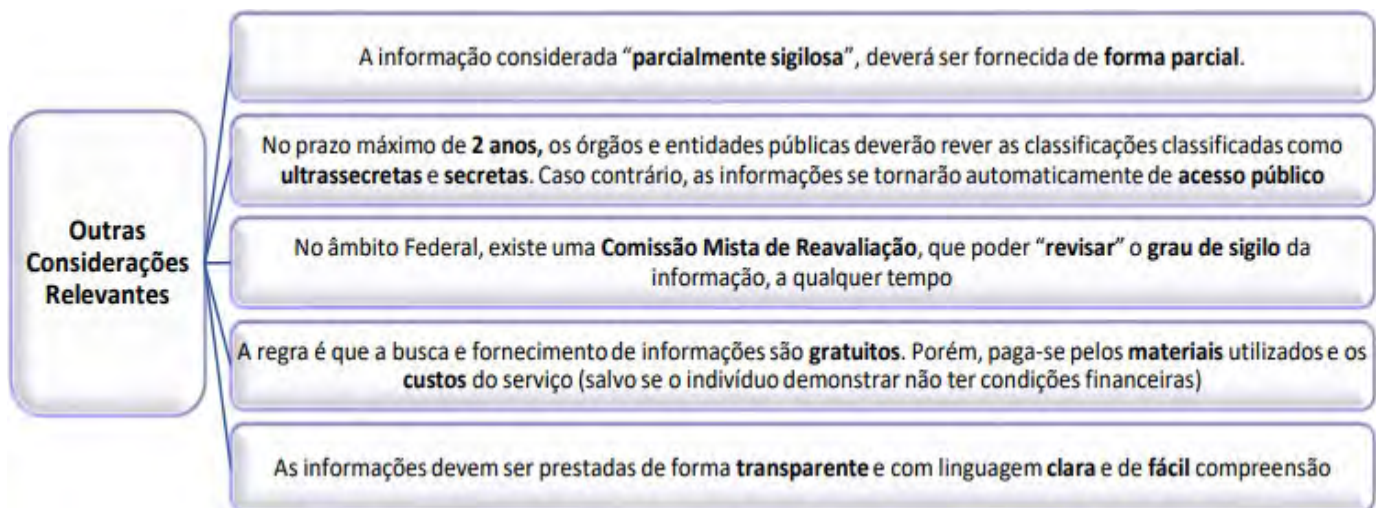 Outras
Considerações
Relevantes
A informação considerada “parcialmente sigilosa”, deverá ser fornecida de forma parcial.
No prazo máximo de 2 anos, os órgãos e entidades públicas deverão rever as classificações classificadas como
ultrassecretas e secretas. Caso contrário, as informações se tornarão automaticamente de acesso público
No âmbito Federal, existe uma Comissão Mista de Reavaliação, que poder “revisar” o grau de sigilo da
informação, a qualquer tempo
A regra é que a busca e fornecimento de informações são gratuitos. Porém, paga-se pelos materiais utilizados e os
custos do serviço (salvo se o indivíduo demonstrar não ter condições financeiras)
As informações devem ser prestadas de forma transparente e com linguagem clara e de fácil compreensão